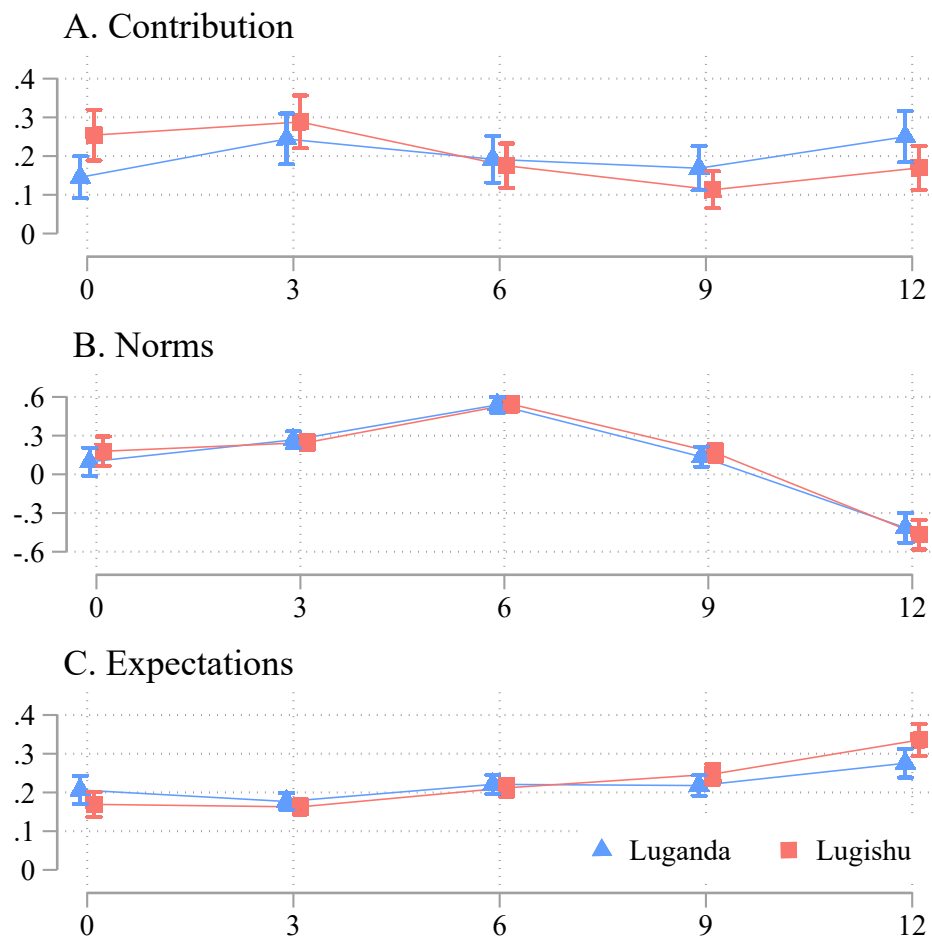 A. Contribution
.4
.3
.2
.1
0
0 3 6 9 12
B. Norms
.6
.3
0
-.3
-.6
0 3 6 9 12
C. Expectations
.4
.3
.2
.1
0
Luganda Lugishu
0 3 6 9 12